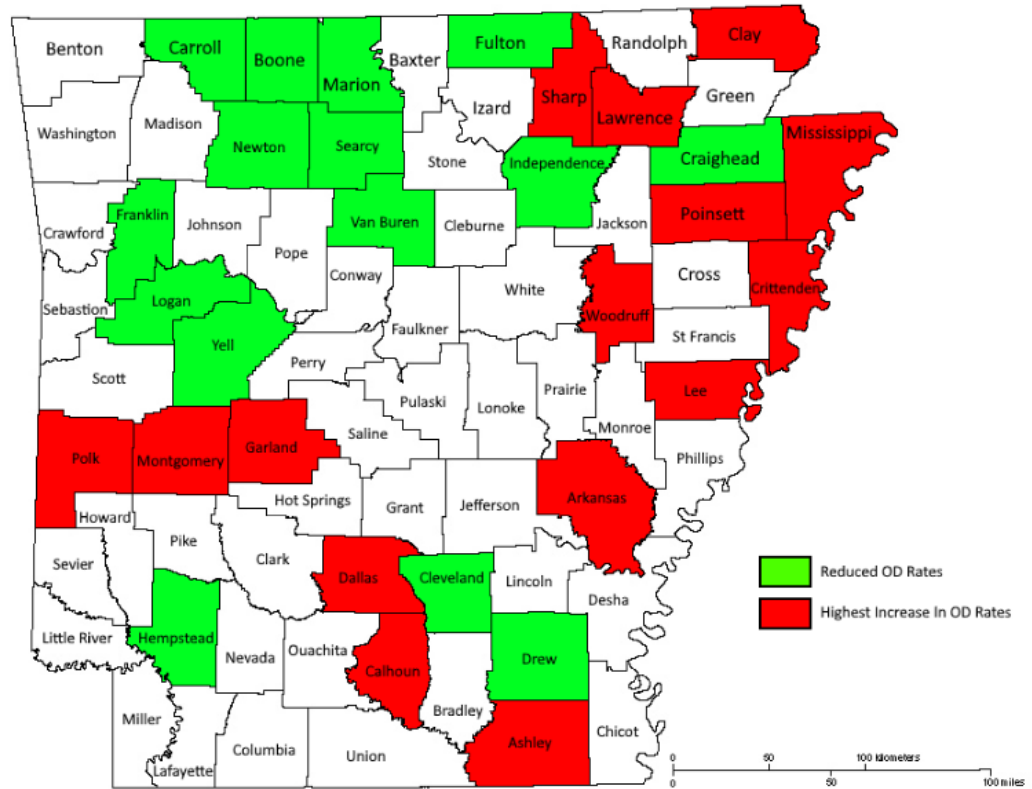 Benton
Carroll
Boone
Marion
Baxter
Fulton
Randolph
Clay
Izard
Sharp
Lawrence
Green
Washington
Madison
Newton
Searcy
Stone
Independence
Craighead
Mississippi
Crawford
Franklin
Johnson
Pope
Van Buren
Cleburne
Jackson
Poinsett
Sebastion
Logan
Conway
White
Woodruff
Cross
Crittenden
Yell
Faulkner
St Francis
Scott
Perry
Pulaski
Lonoke
Prairie
Lee
Monroe
Saline
Polk
Montgomery
Garland
Phillips
Hot Springs
Grant
Jefferson
Arkansas
Howard
Pike
Clark
Sevier
Dallas
Cleveland
Lincoln
Desha
Reduced OD Rates
Highest Increase In OD Rates
Little River
Hempstead
Nevada
Ouachita
Calhoun
Drew
Bradley
Miller
Lafayette
Columbia
Union
Ashley
Chicot
0 50 100 kilometers
0 50 100 miles